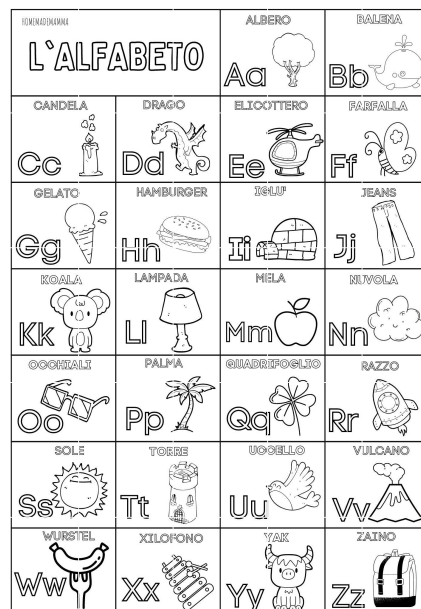 HOMEMADEMAMMA
L`ALFABETO
ALBERO
Aa
BALENA
Bb
CANDELA
Cc
DRAGO
Dd
ELICOTTERO
Ee
FARFALLA
Ff
GELATO
Gg
HAMBURGER
Hh
IGLU'
Ii
JEANS
Jj
KOALA
Kk
LAMPADA
Ll
MELA
Mm
NUVOLA
Nn
OCCHIALI
Oo
PALMA
Pp
QUADRIFOGLIO
Qq
RAZZO
Rr
SOLE
Ss
TORRE
Tt
UCCELLO
Uu
VULCANO
Vv
WURSTEL
Ww
XILOFONO
Xx
YAK
Yy
ZAINO
Zz